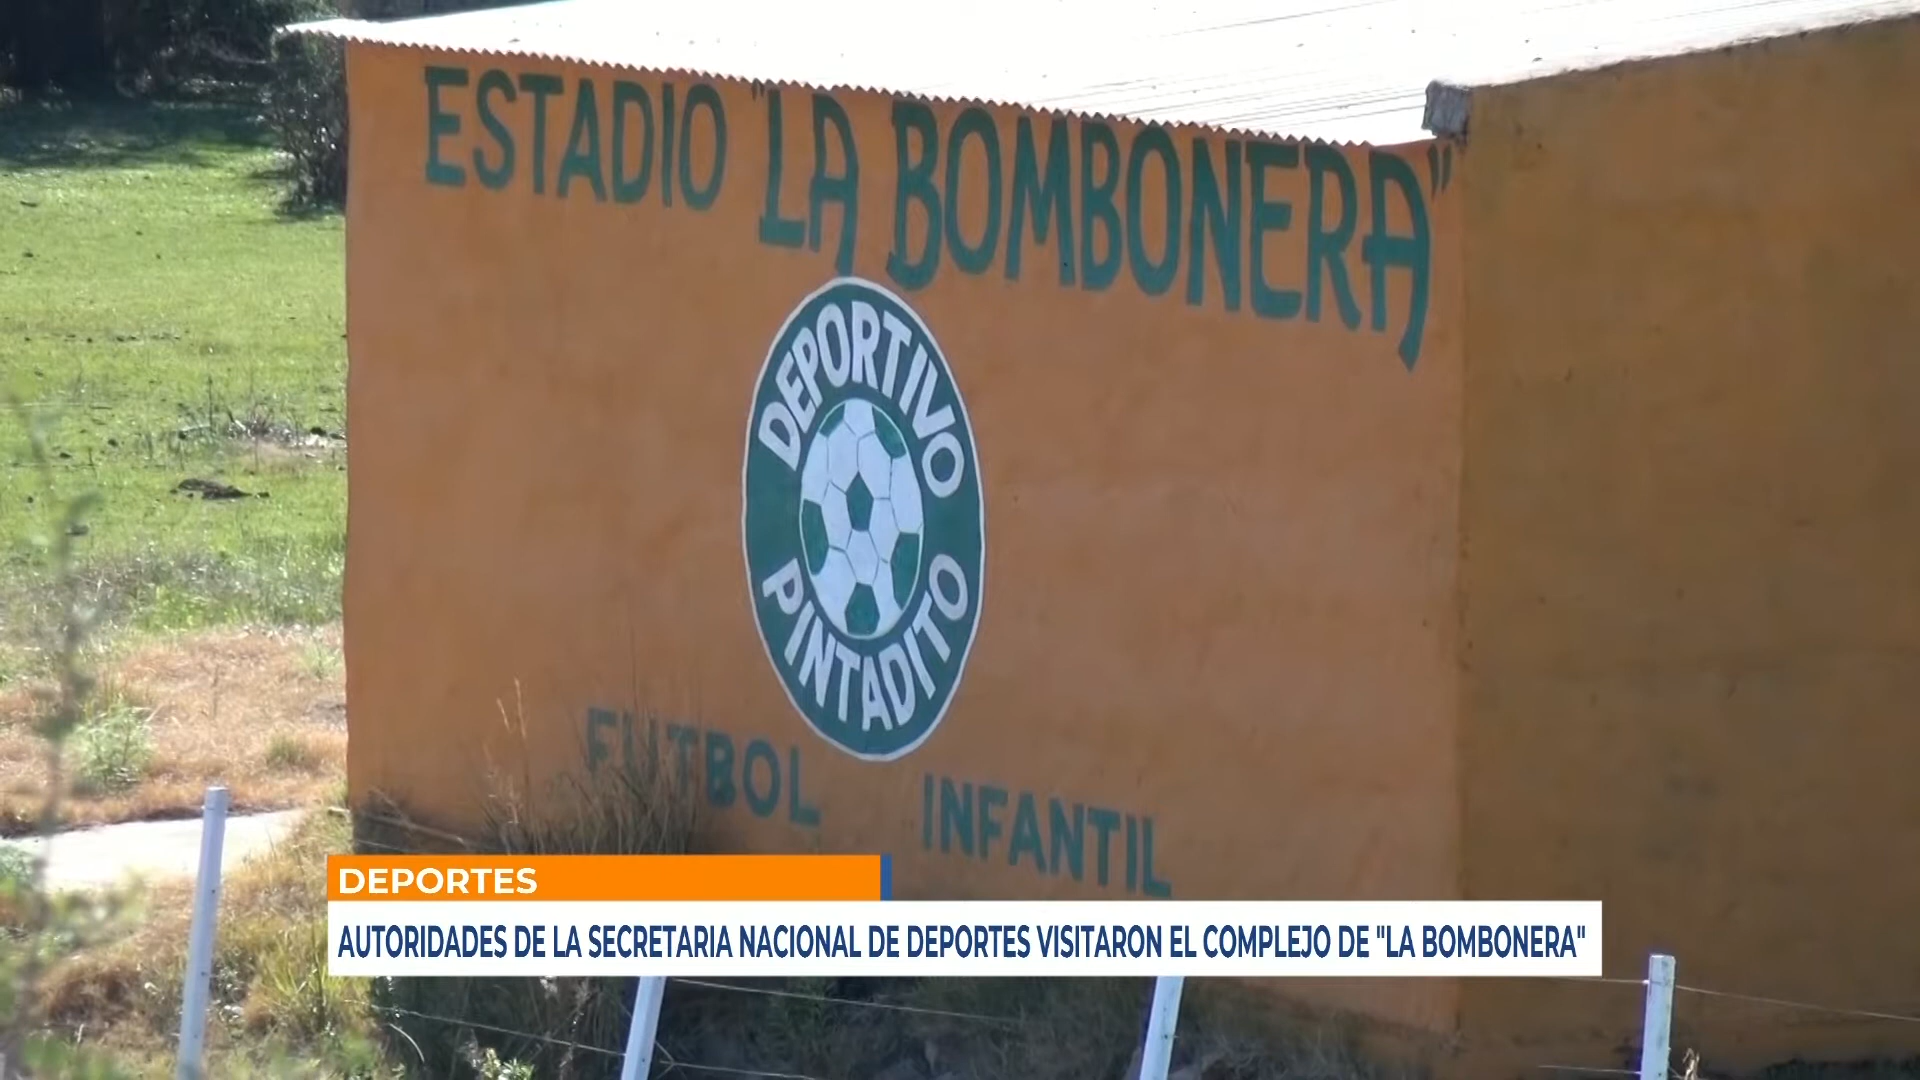 ESTADIO "LA BOMBONERA"
DEPORTIVO
PINTADITO
FUTBOL INFANTIL
DEPORTES
AUTORIDADES DE LA SECRETARIA NACIONAL DE DEPORTES VISITARON EL COMPLEJO DE "LA BOMBONERA"